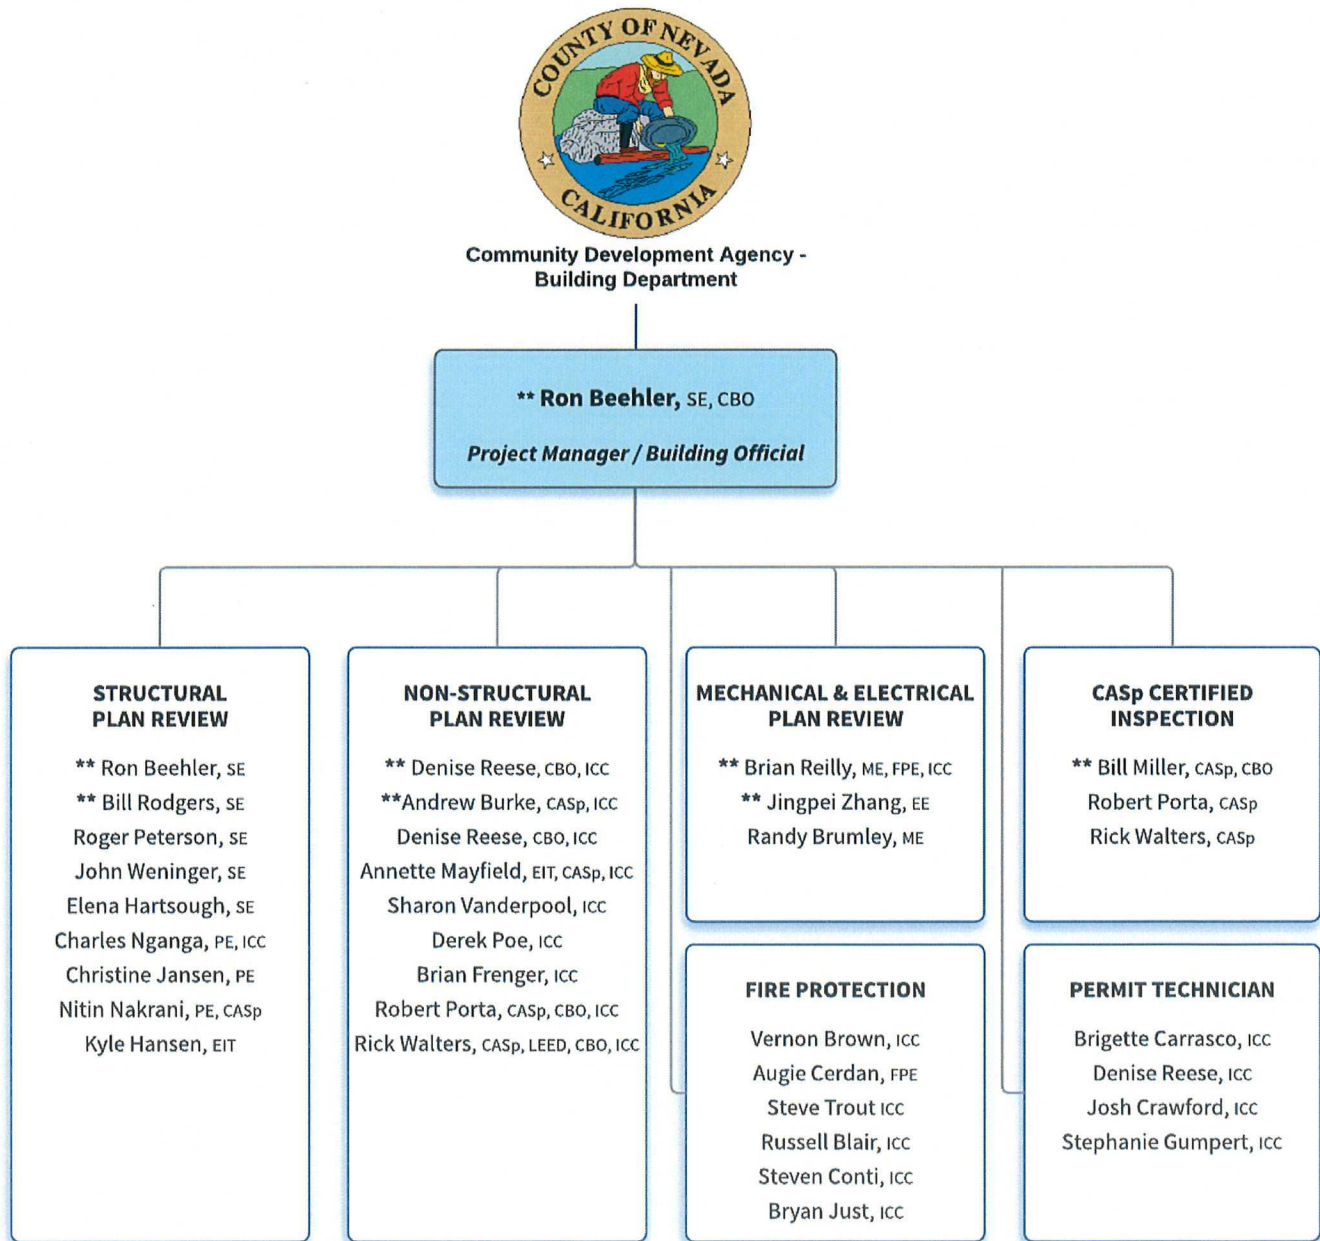 COUNTY OF NEVADA
CALIFORNIA
Community Development Agency -
Building Department
** Ron Beehler, SE, CBO
Project Manager / Building Official
STRUCTURAL
PLAN REVIEW
** Ron Beehler, SE
** Bill Rodgers, SE
Roger Peterson, SE
John Weninger, SE
Elena Hartsough, SE
Charles Nganga, PE, ICC
Christine Jansen, PE
Nitin Nakrani, PE, CASp
Kyle Hansen, EIT
NON-STRUCTURAL
PLAN REVIEW
** Denise Reese, CBO, ICC
**Andrew Burke, CASp, ICC
Denise Reese, CBO, ICC
Annette Mayfield, EIT, CASp, ICC
Sharon Vanderpool, ICC
Derek Poe, ICC
Brian Frenger, ICC
Robert Porta, CASp, CBO, ICC
Rick Walters, CASp, LEED, CBO, ICC
MECHANICAL & ELECTRICAL
PLAN REVIEW
** Brian Reilly, ME, FPE, ICC
** Jingpei Zhang, EE
Randy Brumley, ME
FIRE PROTECTION
Vernon Brown, ICC
Augie Cerdan, FPE
Steve Trout ICC
Russell Blair, ICC
Steven Conti, ICC
Bryan Just, ICC
CASp CERTIFIED
INSPECTION
** Bill Miller, CASp, CBO
Robert Porta, CASp
Rick Walters, CASp
PERMIT TECHNICIAN
Brigette Carrasco, ICC
Denise Reese, ICC
Josh Crawford, ICC
Stephanie Gumpert, ICC